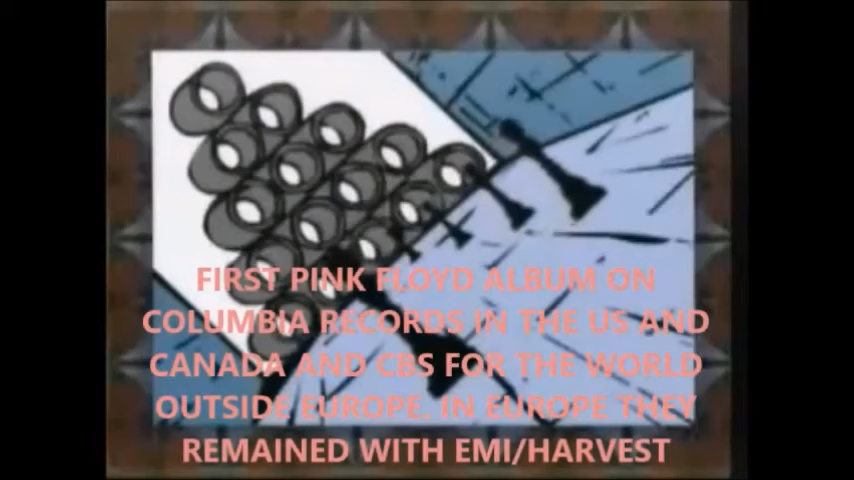 FIRST PINK FLOYD ALBUM ON
COLUMBIA RECORDS IN THE US AND
CANADA AND CBS FOR THE WORLD
OUTSIDE EUROPE. IN EUROPE THEY
REMAINED WITH EMI/HARVEST